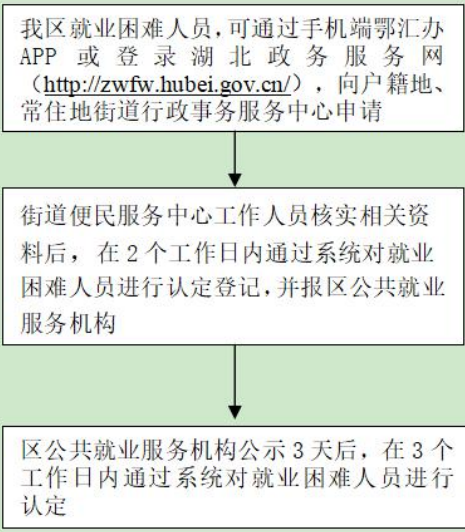 我区就业困难人员,可通过手机端鄂汇办
APP 或登录湖北政务服务网
（http://zwfw.hubei.gov.cn/）,向户籍地、
常住地街道行政事务服务中心申请
街道便民服务中心工作人员核实相关资
料后，在 2 个工作日内通过系统对就业
困难人员进行认定登记,并报区公共就业
服务机构
区公共就业服务机构公示 3 天后，在 3 个
工作日内通过系统对就业困难人员进行
认定